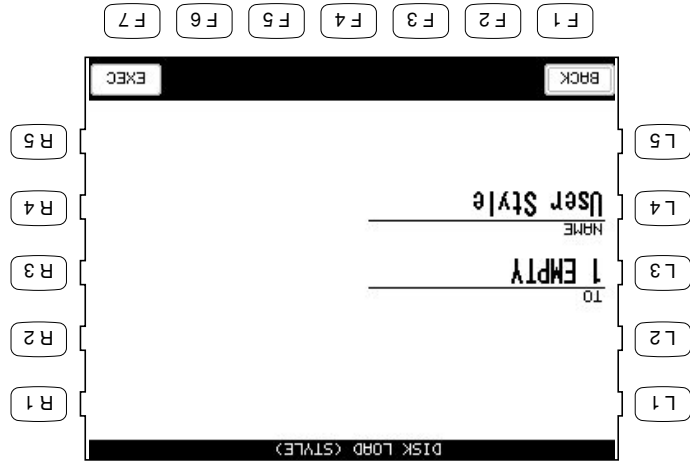 DISK LOAD (STYLE)
L1
R1
L2
R2
TO
1 EMPTY
L3
R3
NAME
User Style
L4
R4
L5
R5
BACK
EXEC
F1 F2 F3 F4 F5 F6 F7